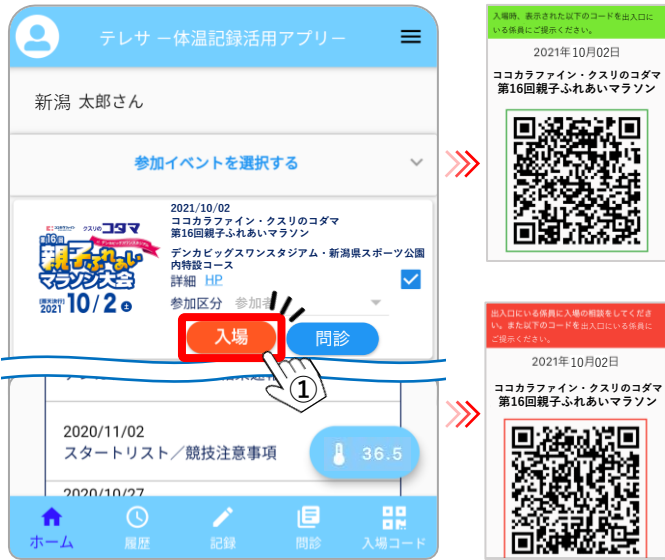 テレサ －体温記録活用アプリ－
新潟 太郎さん
参加イベントを選択する
第16回
クスリのコダマ
親子ふれあい
マラソン大会
2021 10/2 土
2021/10/02
ココカラファイン・クスリのコダマ
第16回親子ふれあいマラソン
デンカビッグスワンスタジアム・新潟県スポーツ公園
内特設コース
詳細 HP
参加区分 参加者
入場
問診
①
2020/11/02
スタートリスト／競技注意事項
36.5
2020/10/27
ホーム
履歴
記録
問診
入場コード
入場時、表示された以下のコードを出入口に
いる係員にご提示ください。
2021年10月02日
ココカラファイン・クスリのコダマ
第16回親子ふれあいマラソン
出入口にいる係員に入場の相談をしてくださ
い。また以下のコードを出入口にいる係員に
ご提示ください。
2021年10月02日
ココカラファイン・クスリのコダマ
第16回親子ふれあいマラソン